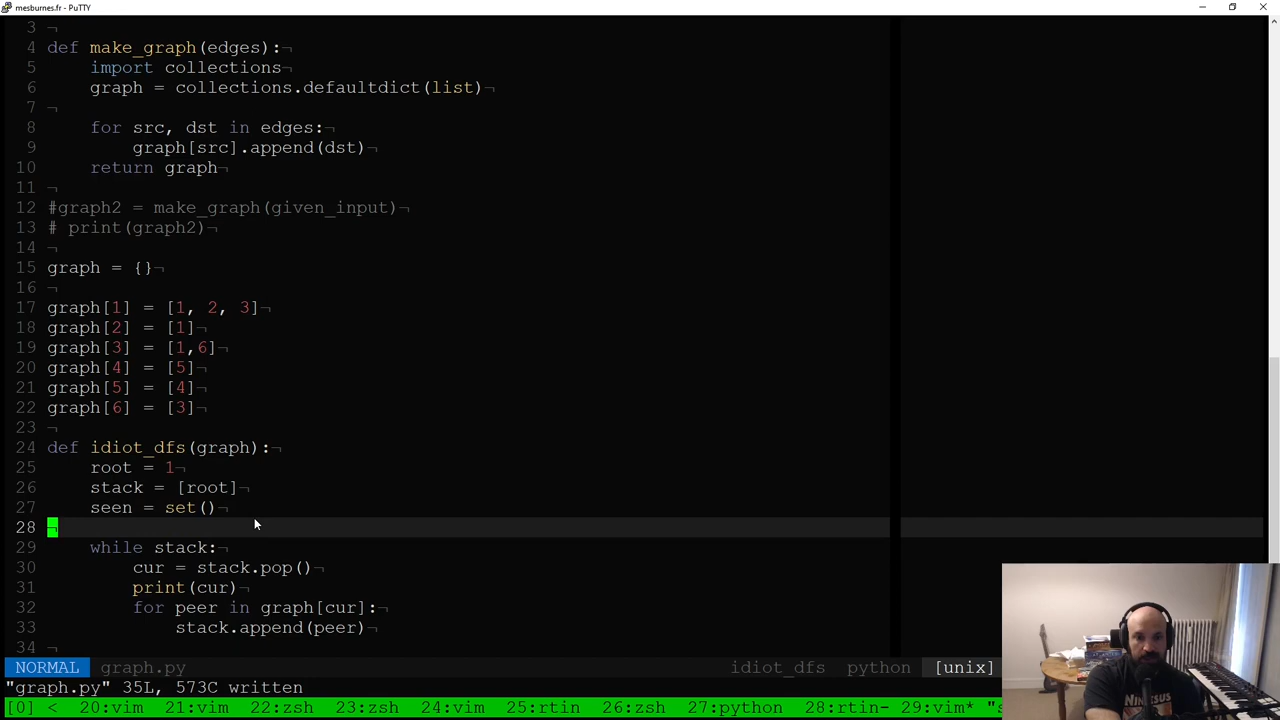 mesburnes.fr - PuTTY
3 ¬
4 def make_graph(edges):¬
5     import collections¬
6     graph = collections.defaultdict(list)¬
7 ¬
8     for src, dst in edges:¬
9         graph[src].append(dst)¬
10     return graph¬
11 ¬
12 #graph2 = make_graph(given_input)¬
13 # print(graph2)¬
14 ¬
15 graph = {}¬
16 ¬
17 graph[1] = [1, 2, 3]¬
18 graph[2] = [1]¬
19 graph[3] = [1,6]¬
20 graph[4] = [5]¬
21 graph[5] = [4]¬
22 graph[6] = [3]¬
23 ¬
24 def idiot_dfs(graph):¬
25     root = 1¬
26     stack = [root]¬
27     seen = set()¬
28 ¬
29     while stack:¬
30         cur = stack.pop()¬
31         print(cur)¬
32         for peer in graph[cur]:¬
33             stack.append(peer)¬
34 ¬
NORMAL graph.py idiot_dfs python [unix]
"graph.py" 35L, 573C written
[0] < 20:vim 21:vim 22:zsh 23:zsh 24:vim 25:rtin 26:zsh 27:python 28:rtin- 29:vim* "s